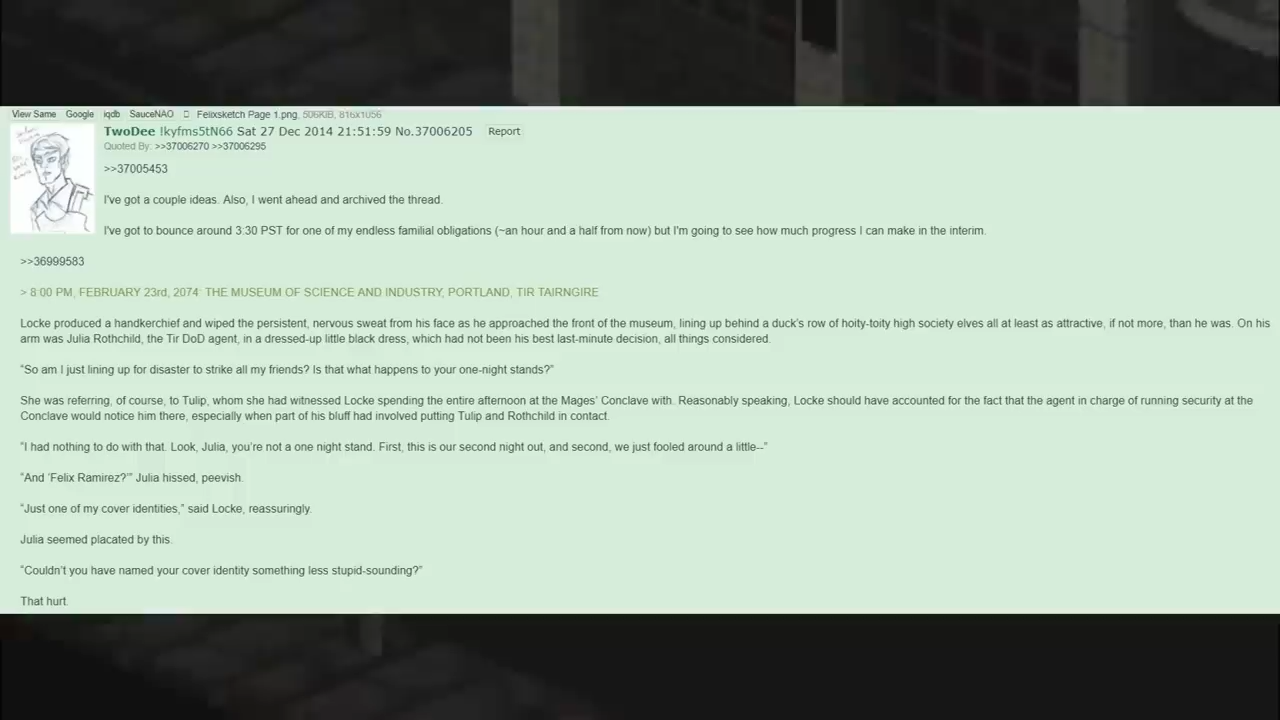 View Same Google iqdb SauceNAO Felixsketch Page 1.png, 506KiB, 816x1056
TwoDee !kyfms5tN66 Sat 27 Dec 2014 21:51:59 No.37006205 Report
Quoted By: >>37006270 >>37006295
>>37005453
I've got a couple ideas. Also, I went ahead and archived the thread.
I've got to bounce around 3:30 PST for one of my endless familial obligations (~an hour and a half from now) but I'm going to see how much progress I can make in the interim.
>>36999583
> 8:00 PM, FEBRUARY 23rd, 2074: THE MUSEUM OF SCIENCE AND INDUSTRY, PORTLAND, TIR TAIRNGIRE
Locke produced a handkerchief and wiped the persistent, nervous sweat from his face as he approached the front of the museum, lining up behind a duck's row of hoity-toity high society elves all at least as attractive, if not more, than he was. On his
arm was Julia Rothchild, the Tir DoD agent, in a dressed-up little black dress, which had not been his best last-minute decision, all things considered.
“So am I just lining up for disaster to strike all my friends? Is that what happens to your one-night stands?”
She was referring, of course, to Tulip, whom she had witnessed Locke spending the entire afternoon at the Mages’ Conclave with. Reasonably speaking, Locke should have accounted for the fact that the agent in charge of running security at the
Conclave would notice him there, especially when part of his bluff had involved putting Tulip and Rothchild in contact.
“I had nothing to do with that. Look, Julia, you’re not a one night stand. First, this is our second night out, and second, we just fooled around a little--”
“And ‘Felix Ramirez?’” Julia hissed, peevish.
“Just one of my cover identities,” said Locke, reassuringly.
Julia seemed placated by this.
“Couldn’t you have named your cover identity something less stupid-sounding?”
That hurt.